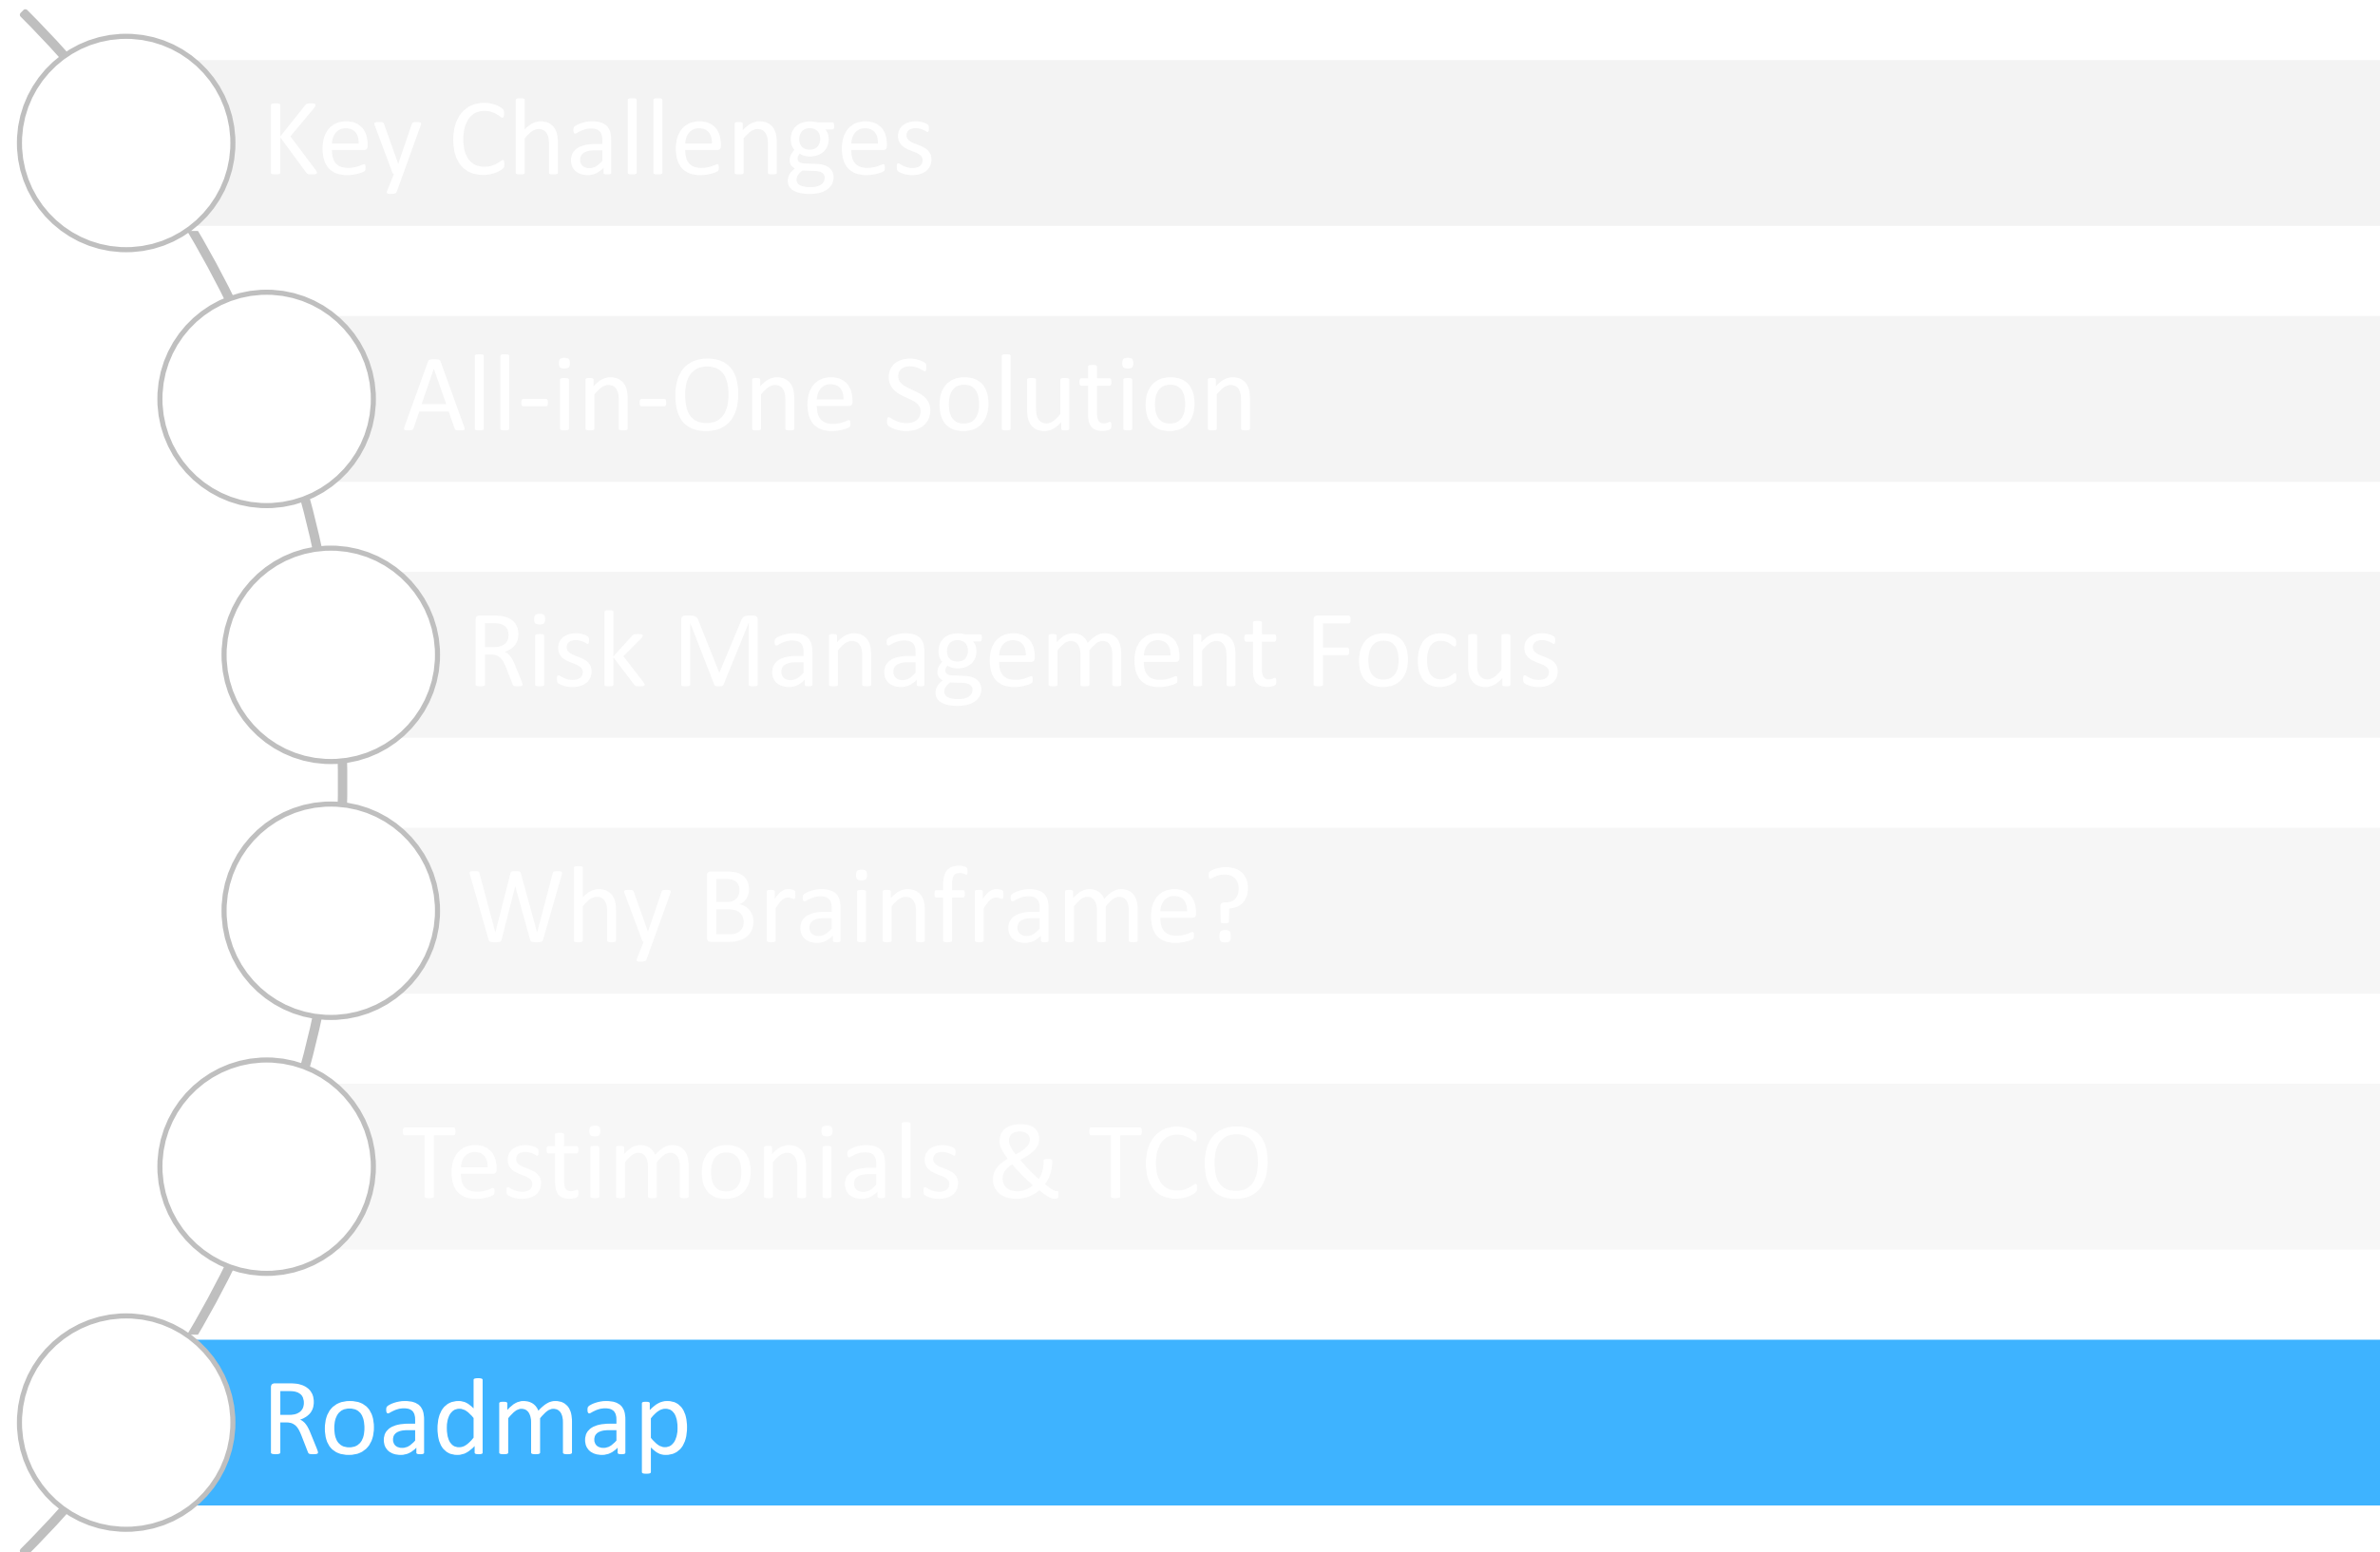 Key Challenges
All-in-One Solution
Risk Management Focus
Why Brainframe?
Testimonials & TCO
Roadmap